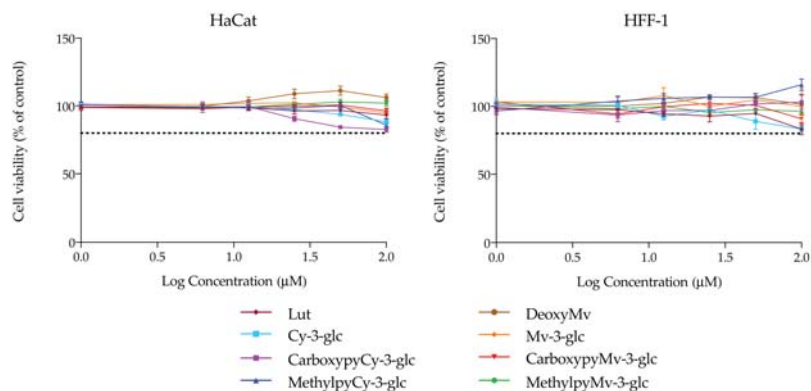 HaCat
HFF-1
Cell viability (% of control)
150
100
50
0
0.0 0.5 1.0 1.5 2.0
Log Concentration (μM)
Cell viability (% of control)
150
100
50
0
0.0 0.5 1.0 1.5 2.0
Log Concentration (μM)
Lut
Cy-3-glc
CarboxypyCy-3-glc
MethylpyCy-3-glc
DeoxyMv
Mv-3-glc
CarboxypyMv-3-glc
MethylpyMv-3-glc